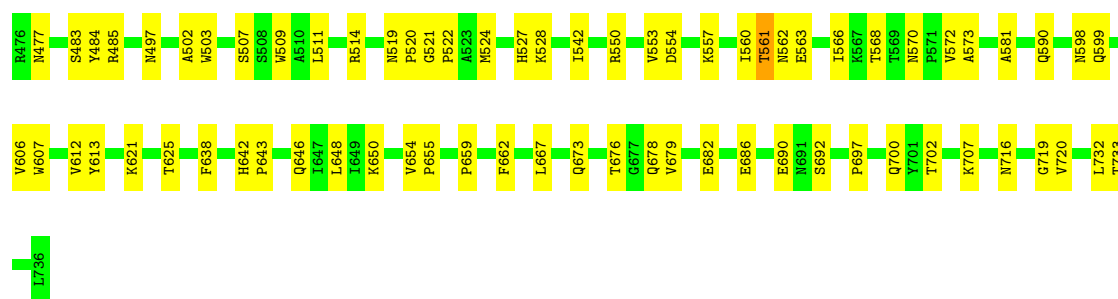 R476 N477 S483 Y484 R485 N497 A502 W503 S507 S508 W509 A510 L511 R514 N519 P520 G521 P522 A523 M524 H527 K528 I542 R550 V553 D554 K557 I560 T561 N562 E563 I566 K567 T568 T569 N570 P571 V572 A573 A581 Q590 N598 Q599
V606 W607 V612 Y613 K621 T625 F638 H642 P643 Q646 I647 L648 I649 K650 V654 P655 P659 F662 L667 Q673 T676 G677 Q678 V679 E682 E686 E690 N691 S692 P697 Q700 Y701 T702 K707 N716 G719 V720 L732 T733
L736